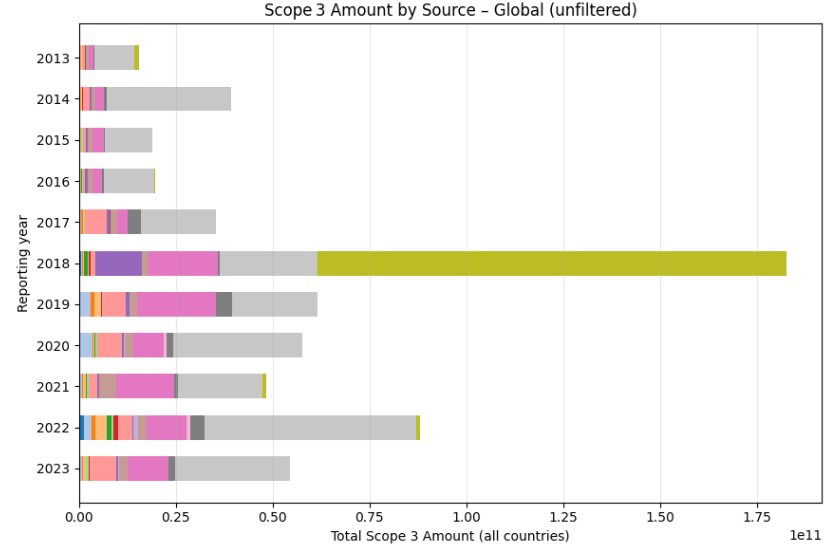 Scope 3 Amount by Source – Global (unfiltered)
Reporting year
2013
2014
2015
2016
2017
2018
2019
2020
2021
2022
2023
0.00 0.25 0.50 0.75 1.00 1.25 1.50 1.75
1e11
Total Scope 3 Amount (all countries)